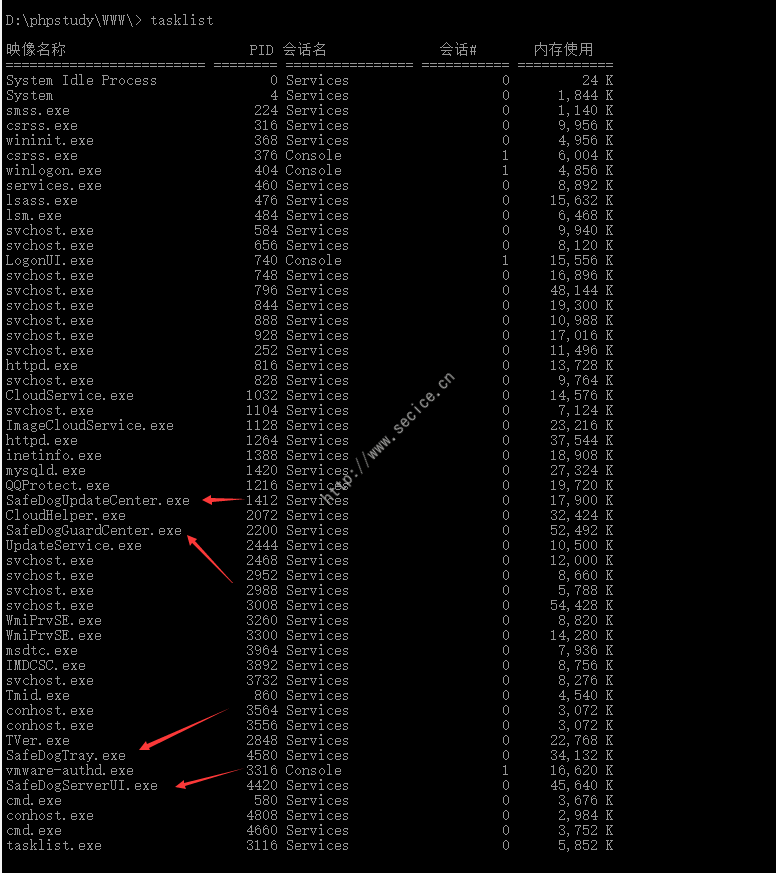 D:\phpstudy\WWW\> tasklist
映像名称 PID 会话名 会话# 内存使用
========================= ======== ================ =========== ============
System Idle Process 0 Services 0 24 K
System 4 Services 0 1,844 K
smss.exe 224 Services 0 1,140 K
csrss.exe 316 Services 0 9,956 K
wininit.exe 368 Services 0 4,956 K
csrss.exe 376 Console 1 6,004 K
winlogon.exe 404 Console 1 4,856 K
services.exe 460 Services 0 8,892 K
lsass.exe 476 Services 0 15,632 K
lsm.exe 484 Services 0 6,468 K
svchost.exe 584 Services 0 9,940 K
svchost.exe 656 Services 0 8,120 K
LogonUI.exe 740 Console 1 15,556 K
svchost.exe 748 Services 0 16,896 K
svchost.exe 796 Services 0 48,144 K
svchost.exe 844 Services 0 19,300 K
svchost.exe 888 Services 0 10,988 K
svchost.exe 928 Services 0 17,016 K
svchost.exe 252 Services 0 11,496 K
httpd.exe 816 Services 0 13,728 K
svchost.exe 828 Services 0 9,764 K
CloudService.exe 1032 Services 0 14,576 K
svchost.exe 1104 Services 0 7,124 K
ImageCloudService.exe 1128 Services 0 23,216 K
httpd.exe 1264 Services 0 37,544 K
inetinfo.exe 1388 Services 0 18,908 K
mysqld.exe 1420 Services 0 27,324 K
QQProtect.exe 1216 Services 0 19,720 K
SafeDogUpdateCenter.exe 1412 Services 0 17,900 K
CloudHelper.exe 2072 Services 0 32,424 K
SafeDogGuardCenter.exe 2200 Services 0 52,492 K
UpdateService.exe 2444 Services 0 10,500 K
svchost.exe 2468 Services 0 12,000 K
svchost.exe 2952 Services 0 8,660 K
svchost.exe 2988 Services 0 5,788 K
svchost.exe 3008 Services 0 54,428 K
WmiPrvSE.exe 3260 Services 0 8,820 K
WmiPrvSE.exe 3300 Services 0 14,280 K
msdtc.exe 3964 Services 0 7,936 K
IMDCSC.exe 3892 Services 0 8,756 K
svchost.exe 3732 Services 0 8,276 K
Tmid.exe 860 Services 0 4,540 K
conhost.exe 3564 Services 0 3,072 K
conhost.exe 3556 Services 0 3,072 K
TVer.exe 2848 Services 0 22,768 K
SafeDogTray.exe 4580 Services 0 34,132 K
vmware-authd.exe 3316 Console 1 16,620 K
SafeDogServerUI.exe 4420 Services 0 45,640 K
cmd.exe 580 Services 0 3,676 K
conhost.exe 4808 Services 0 2,984 K
cmd.exe 4660 Services 0 3,752 K
tasklist.exe 3116 Services 0 5,852 K
http://www.secice.cn